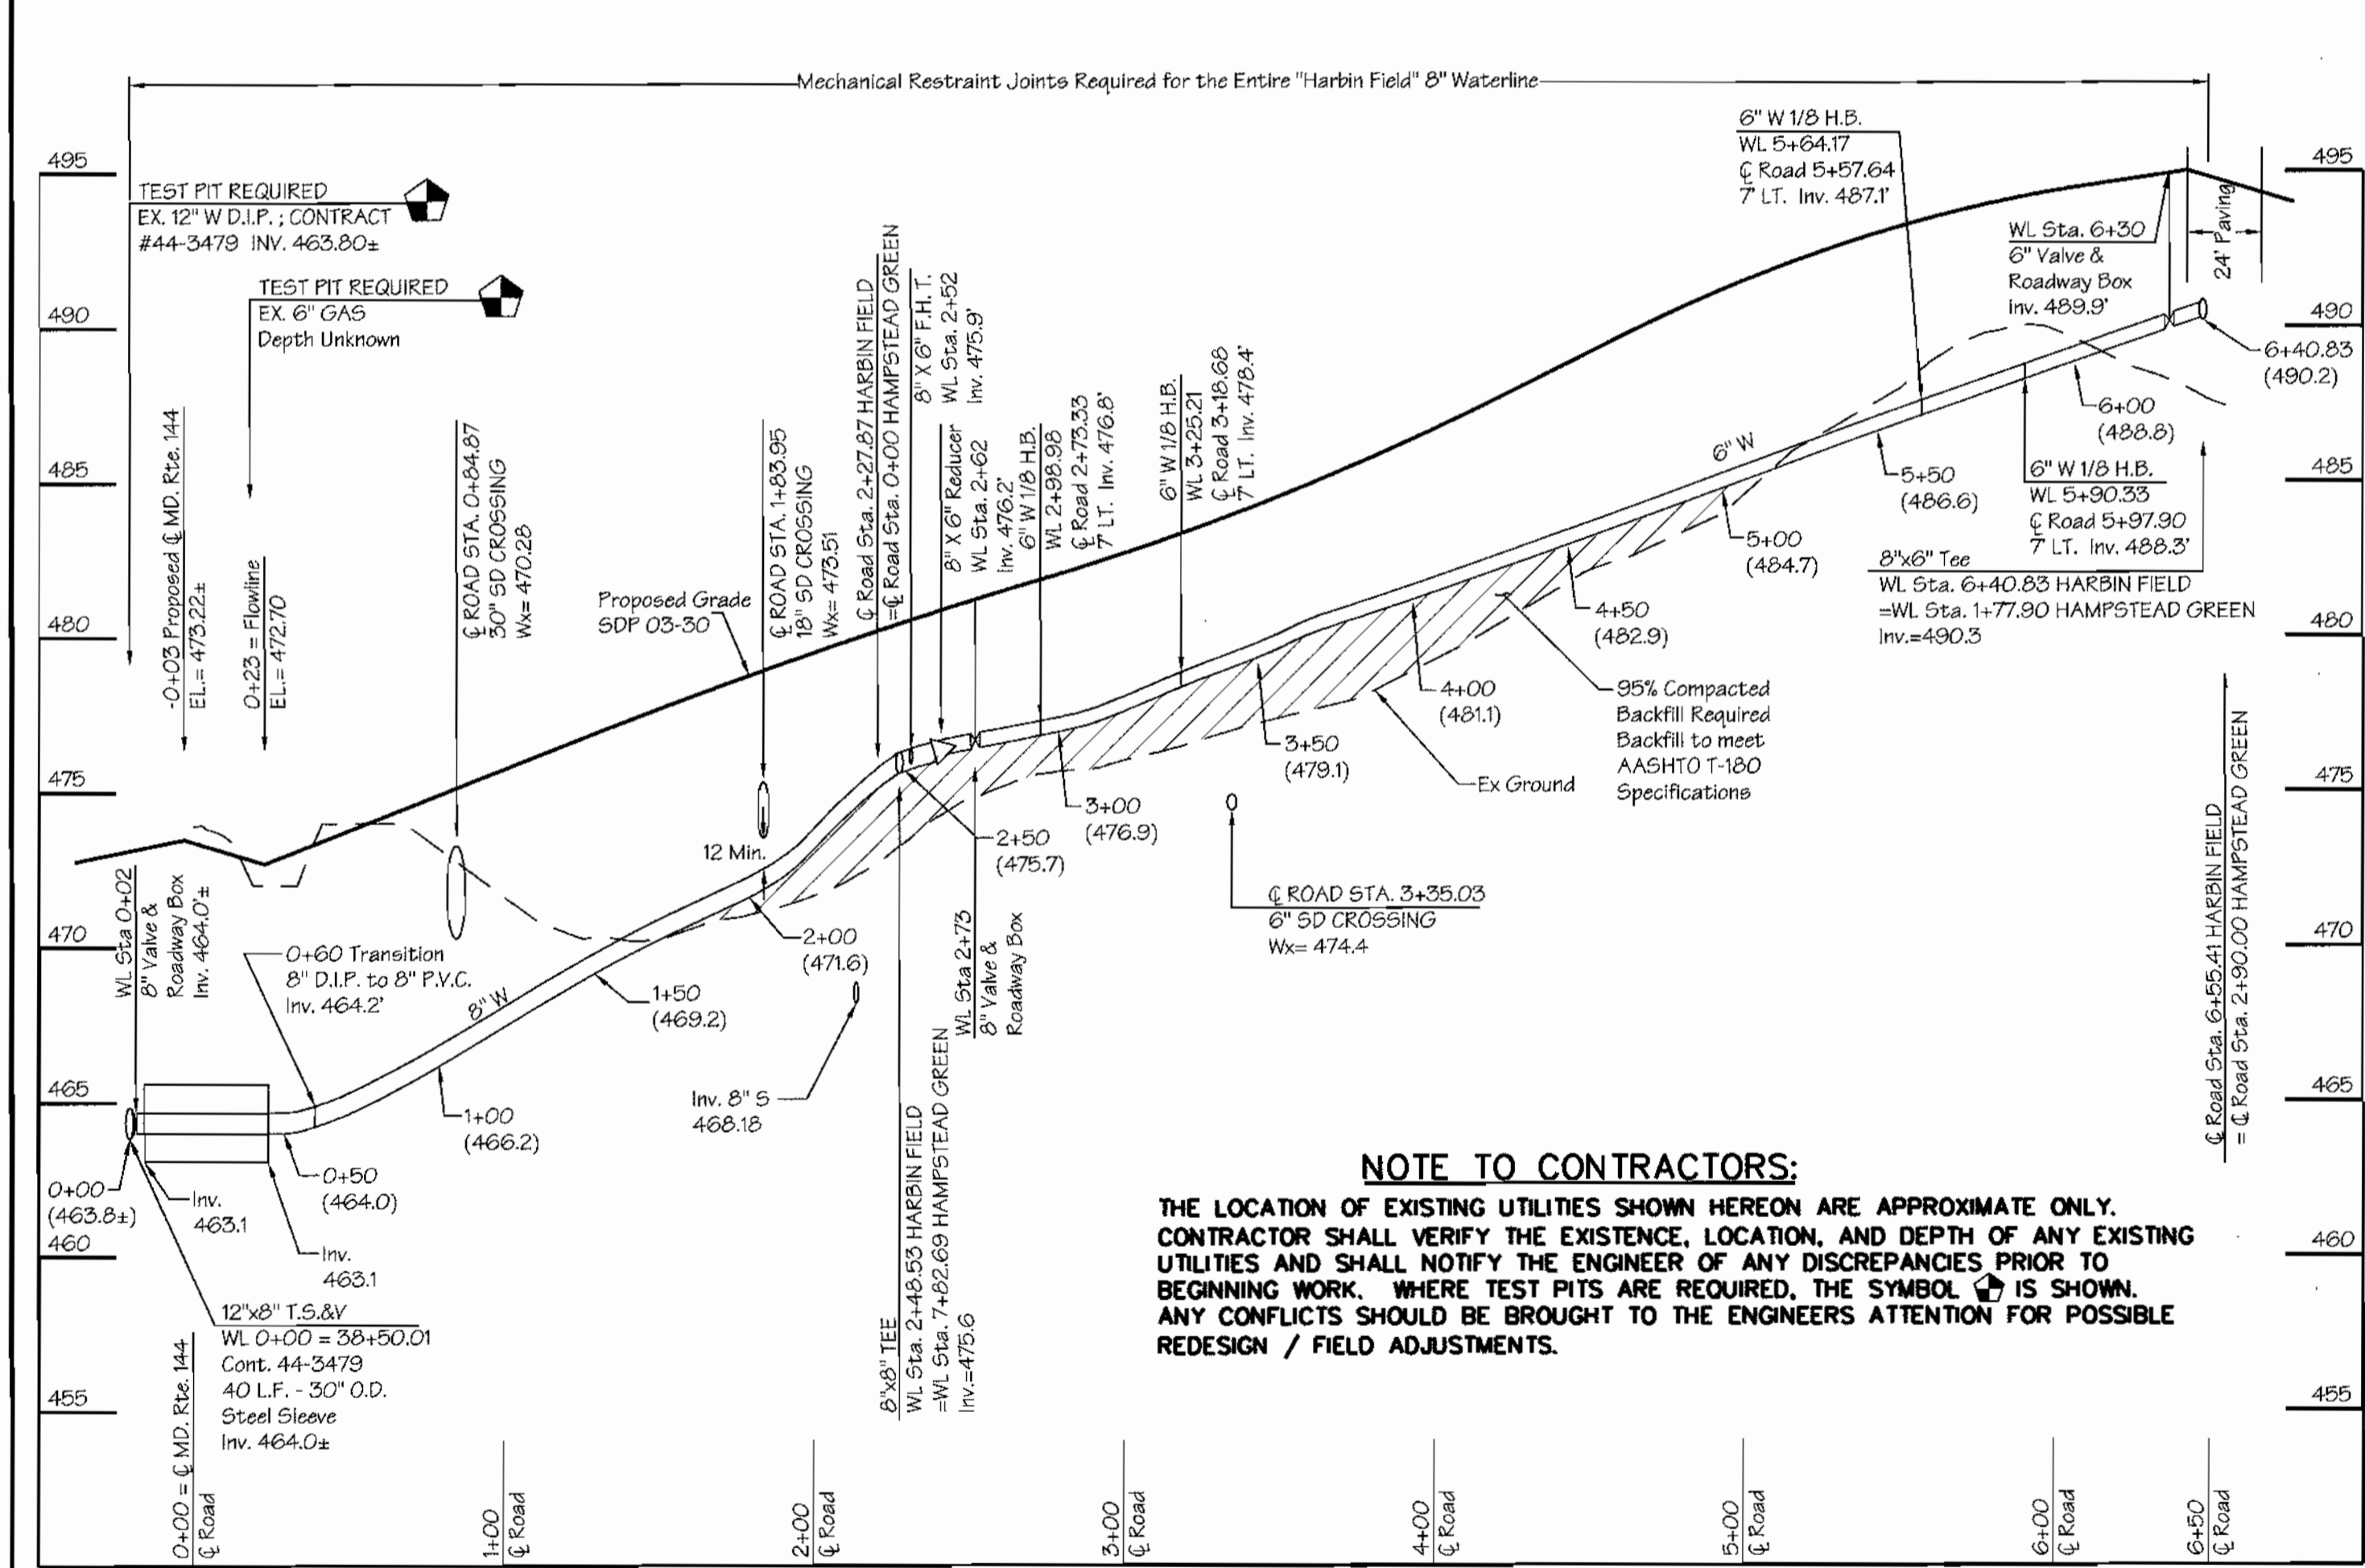 Mechanical Restraint Joints Required for the Entire "Harbin Field" 8" Waterline
495
490
485
480
475
470
465
460
455
TEST PIT REQUIRED
EX. 12" W D.I.P. ; CONTRACT
#44-3479 INV. 463.80±
TEST PIT REQUIRED
EX. 6" GAS
Depth Unknown
-0+03 Proposed ℄ MD. Rte. 144
EL.= 473.22±
0+23 = Flowline
EL.= 472.70
℄ ROAD STA. 0+84.87
30" SD CROSSING
Wx= 470.28
Proposed Grade
SDP 03-30
℄ ROAD STA. 1+83.95
18" SD CROSSING
Wx= 473.51
℄ Road Sta. 2+27.87 HARBIN FIELD
=℄ Road Sta. 0+00 HAMPSTEAD GREEN
8" X 6" F.H.T.
WL Sta. 2+52
Inv. 475.9'
8" X 6" Reducer
WL Sta. 2+62
Inv. 476.2'
6" W 1/8 H.B.
WL 2+98.98
℄ Road 2+73.33
7' LT. Inv. 476.8'
6" W 1/8 H.B.
WL 3+25.21
℄ Road 3+18.68
7' LT. Inv. 478.4'
6" W 1/8 H.B.
WL 5+64.17
℄ Road 5+57.64
7' LT. Inv. 487.1'
WL Sta. 6+30
6" Valve &
Roadway Box
inv. 489.9'
24' Paving
495
490
485
480
475
470
465
460
455
6+40.83
(490.2)
6+00
(488.8)
6" W
5+50
(486.6)
6" W 1/8 H.B.
WL 5+90.33
℄ Road 5+97.90
7' LT. Inv. 488.3'
5+00
(484.7)
8"x6" Tee
WL Sta. 6+40.83 HARBIN FIELD
=WL Sta. 1+77.90 HAMPSTEAD GREEN
Inv.=490.3
4+50
(482.9)
4+00
(481.1)
95% Compacted
Backfill Required
Backfill to meet
AASHTO T-180
Specifications
3+50
(479.1)
Ex Ground
3+00
(476.9)
2+50
(475.7)
12 Min.
℄ ROAD STA. 3+35.03
6" SD CROSSING
Wx= 474.4
WL Sta 0+02
8" Valve &
Roadway Box
Inv. 464.0'±
0+60 Transition
8" D.I.P. to 8" P.V.C.
Inv. 464.2'
8" W
2+00
(471.6)
1+50
(469.2)
WL Sta 2+73
8" Valve &
Roadway Box
Inv. 8" S
468.18
1+00
(466.2)
0+50
(464.0)
0+00
(463.8±)
Inv.
463.1
Inv.
463.1
12"x8" T.S.&V
WL 0+00 = 38+50.01
Cont. 44-3479
40 L.F. - 30" O.D.
Steel Sleeve
Inv. 464.0±
8"x8" TEE
WL Sta. 2+48.53 HARBIN FIELD
=WL Sta. 7+82.69 HAMPSTEAD GREEN
Inv.=475.6
℄ Road Sta. 6+55.41 HARBIN FIELD
= ℄ Road Sta. 2+90.00 HAMPSTEAD GREEN
NOTE TO CONTRACTORS:
THE LOCATION OF EXISTING UTILITIES SHOWN HEREON ARE APPROXIMATE ONLY.
CONTRACTOR SHALL VERIFY THE EXISTENCE, LOCATION, AND DEPTH OF ANY EXISTING
UTILITIES AND SHALL NOTIFY THE ENGINEER OF ANY DISCREPANCIES PRIOR TO
BEGINNING WORK. WHERE TEST PITS ARE REQUIRED, THE SYMBOL IS SHOWN.
ANY CONFLICTS SHOULD BE BROUGHT TO THE ENGINEERS ATTENTION FOR POSSIBLE
REDESIGN / FIELD ADJUSTMENTS.
0+00 = ℄ MD. Rte. 144
℄ Road
1+00
℄ Road
2+00
℄ Road
3+00
℄ Road
4+00
℄ Road
5+00
℄ Road
6+00
℄ Road
6+50
℄ Road